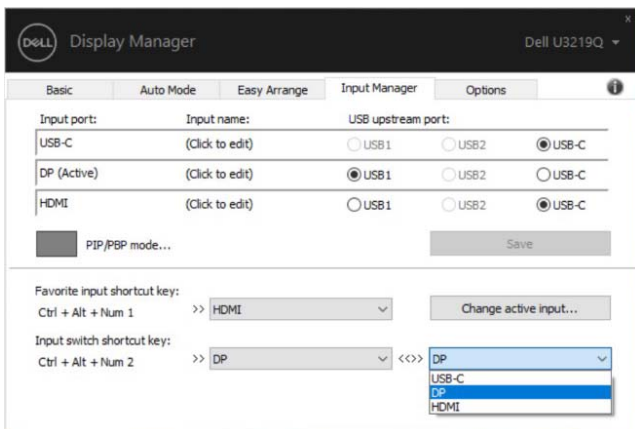 DELL Display Manager Dell U3219Q
x
Basic Auto Mode Easy Arrange Input Manager Options i
Input port: Input name: USB upstream port:
USB-C (Click to edit) USB1 USB2 USB-C
DP (Active) (Click to edit) USB1 USB2 USB-C
HDMI (Click to edit) USB1 USB2 USB-C
PIP/PBP mode... Save
Favorite input shortcut key:
Ctrl + Alt + Num 1 >> HDMI Change active input...
Input switch shortcut key:
Ctrl + Alt + Num 2 >> DP <<>> DP
USB-C
DP
HDMI